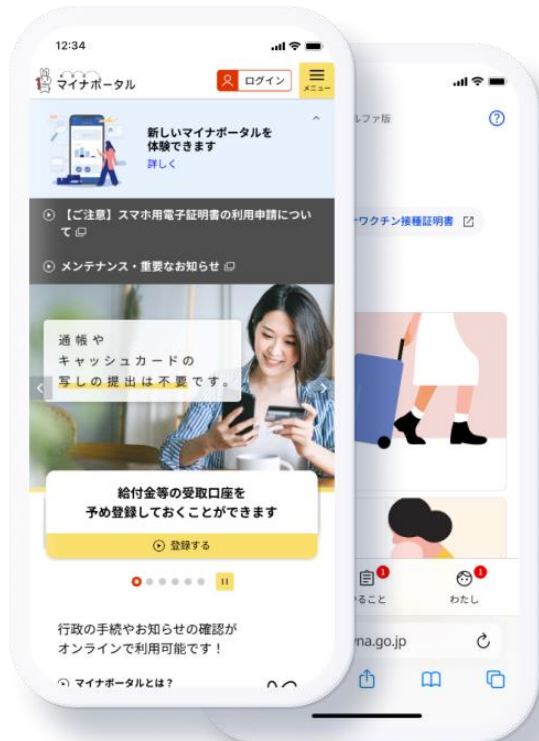 12:34
マイナポータル
ログイン
メニュー
新しいマイナポータルを
体験できます
詳しく
【ご注意】スマホ用電子証明書の利用申請につい
て
メンテナンス・重要なお知らせ
通帳や
キャッシュカードの
写しの提出は不要です。
給付金等の受取口座を
予め登録しておくことができます
登録する
行政の手続やお知らせの確認が
オンラインで利用可能です！
マイナポータルとは？
ルファ版
ワクチン接種証明書
1
1
ること
わたし
na.go.jp